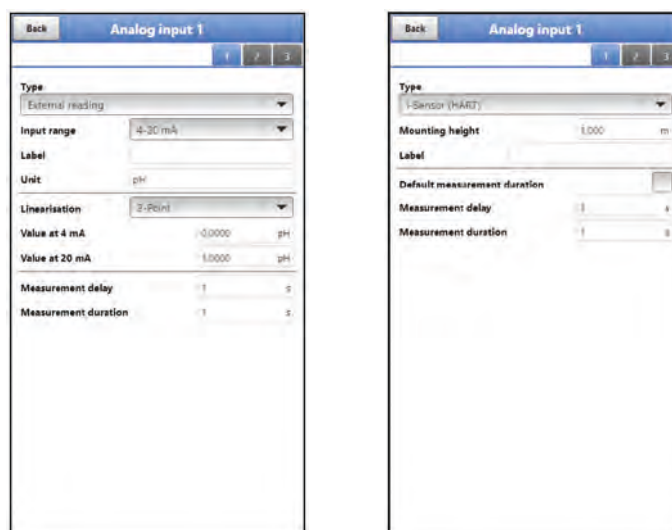 Back Analog input 1
1 2 3
Type
External reading
Input range 4-20 mA
Label
Unit pH
Linearisation 2-Point
Value at 4 mA 0.0000 pH
Value at 20 mA 1.0000 pH
Measurement delay 1 s
Measurement duration 1 s
Back Analog input 1
1 2 3
Type
i-Sensor (HART)
Mounting height 1.000 m
Label
Default measurement duration
Measurement delay 1 s
Measurement duration 1 s